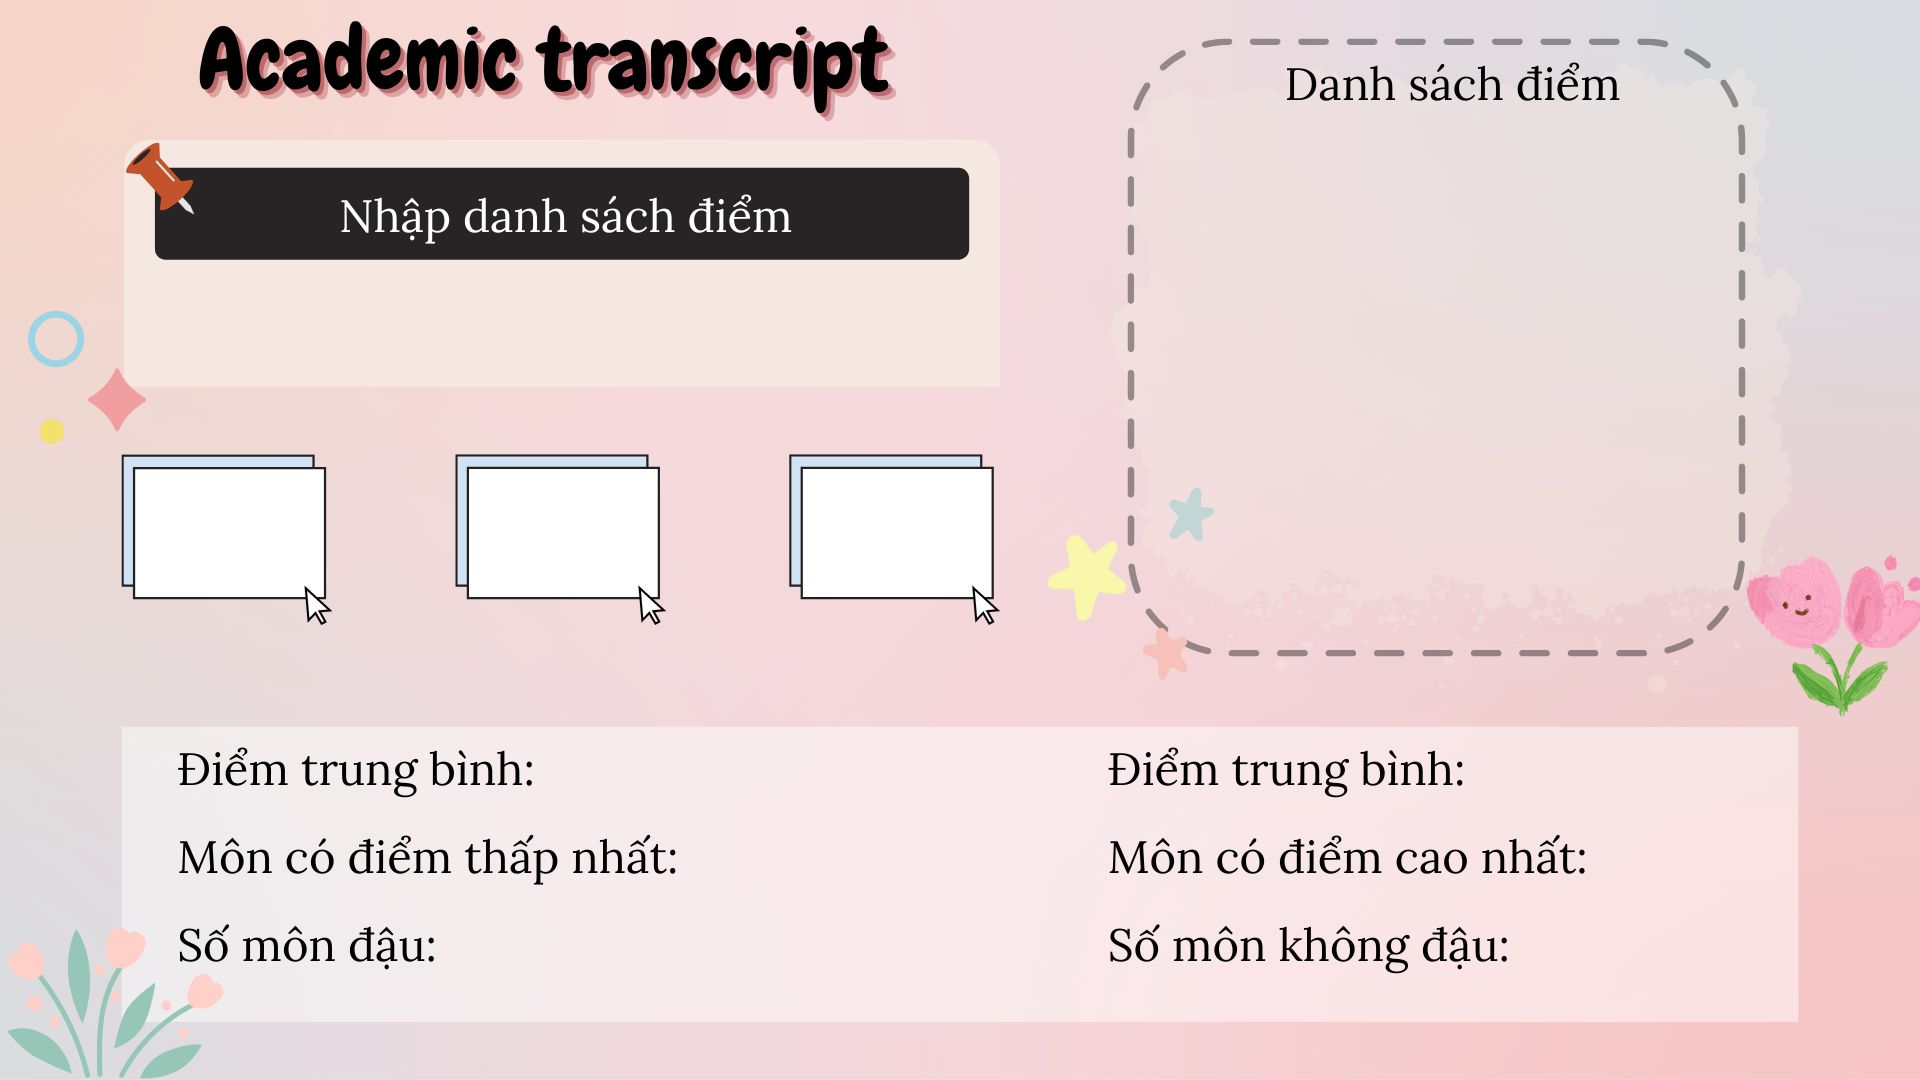 Academic transcript
Nhập danh sách điểm
Danh sách điểm
Điểm trung bình:
Môn có điểm thấp nhất:
Số môn đậu:
Điểm trung bình:
Môn có điểm cao nhất:
Số môn không đậu: